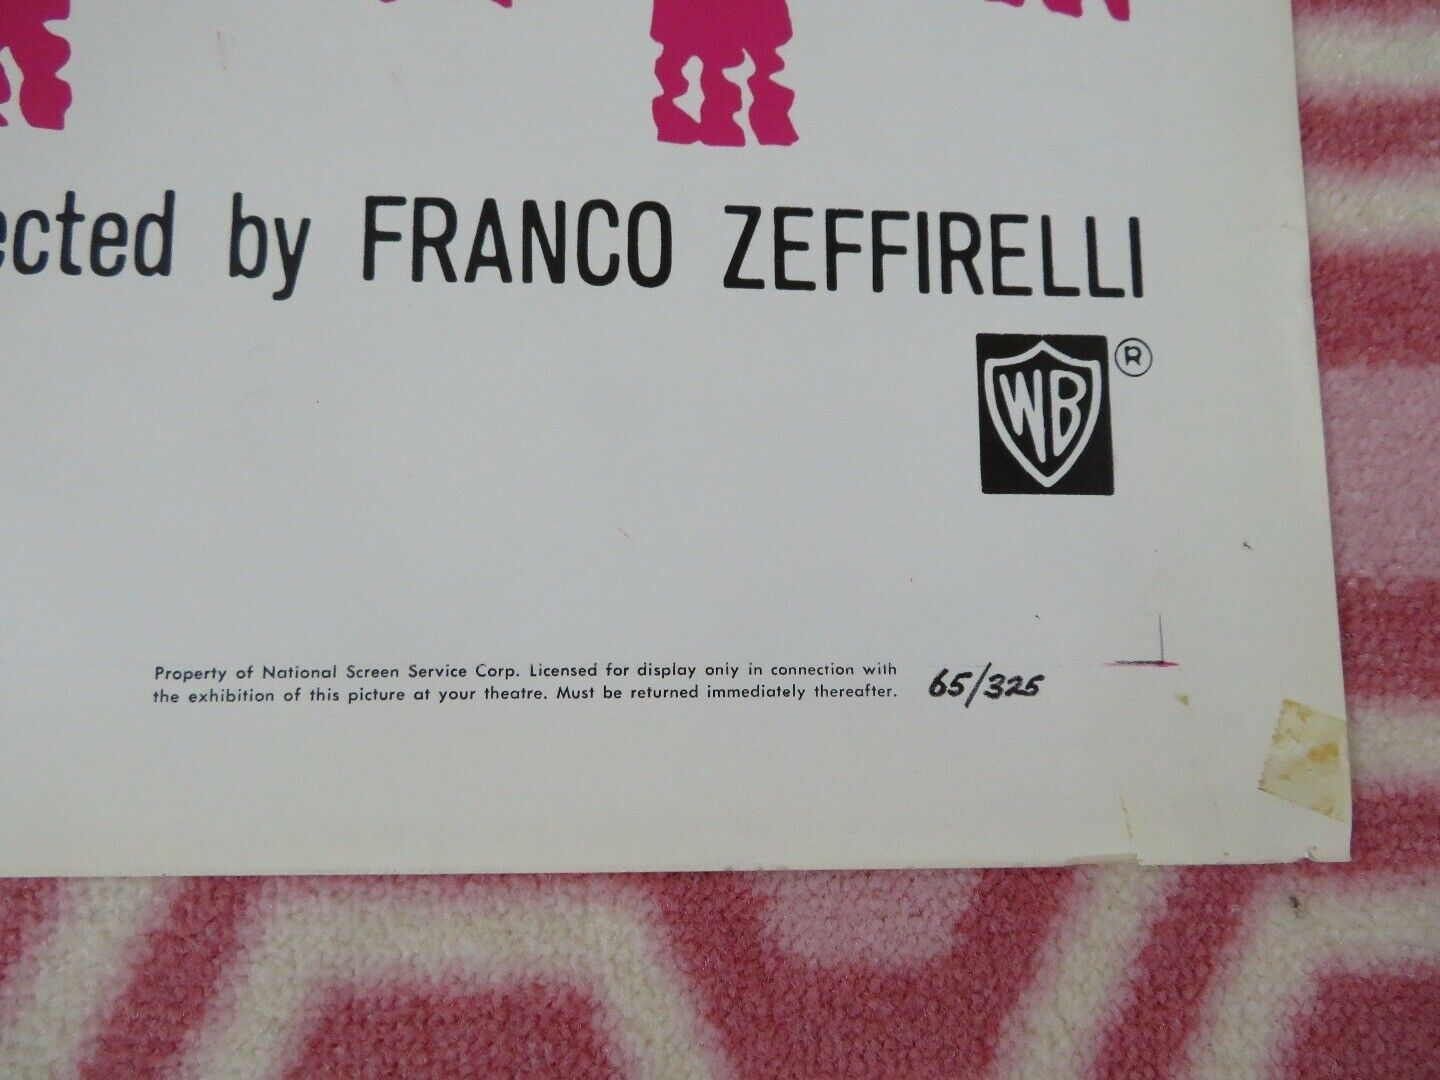 ected by FRANCO ZEFFIRELLI
WB ®
Property of National Screen Service Corp. Licensed for display only in connection with
the exhibition of this picture at your theatre. Must be returned immediately thereafter.
65/325